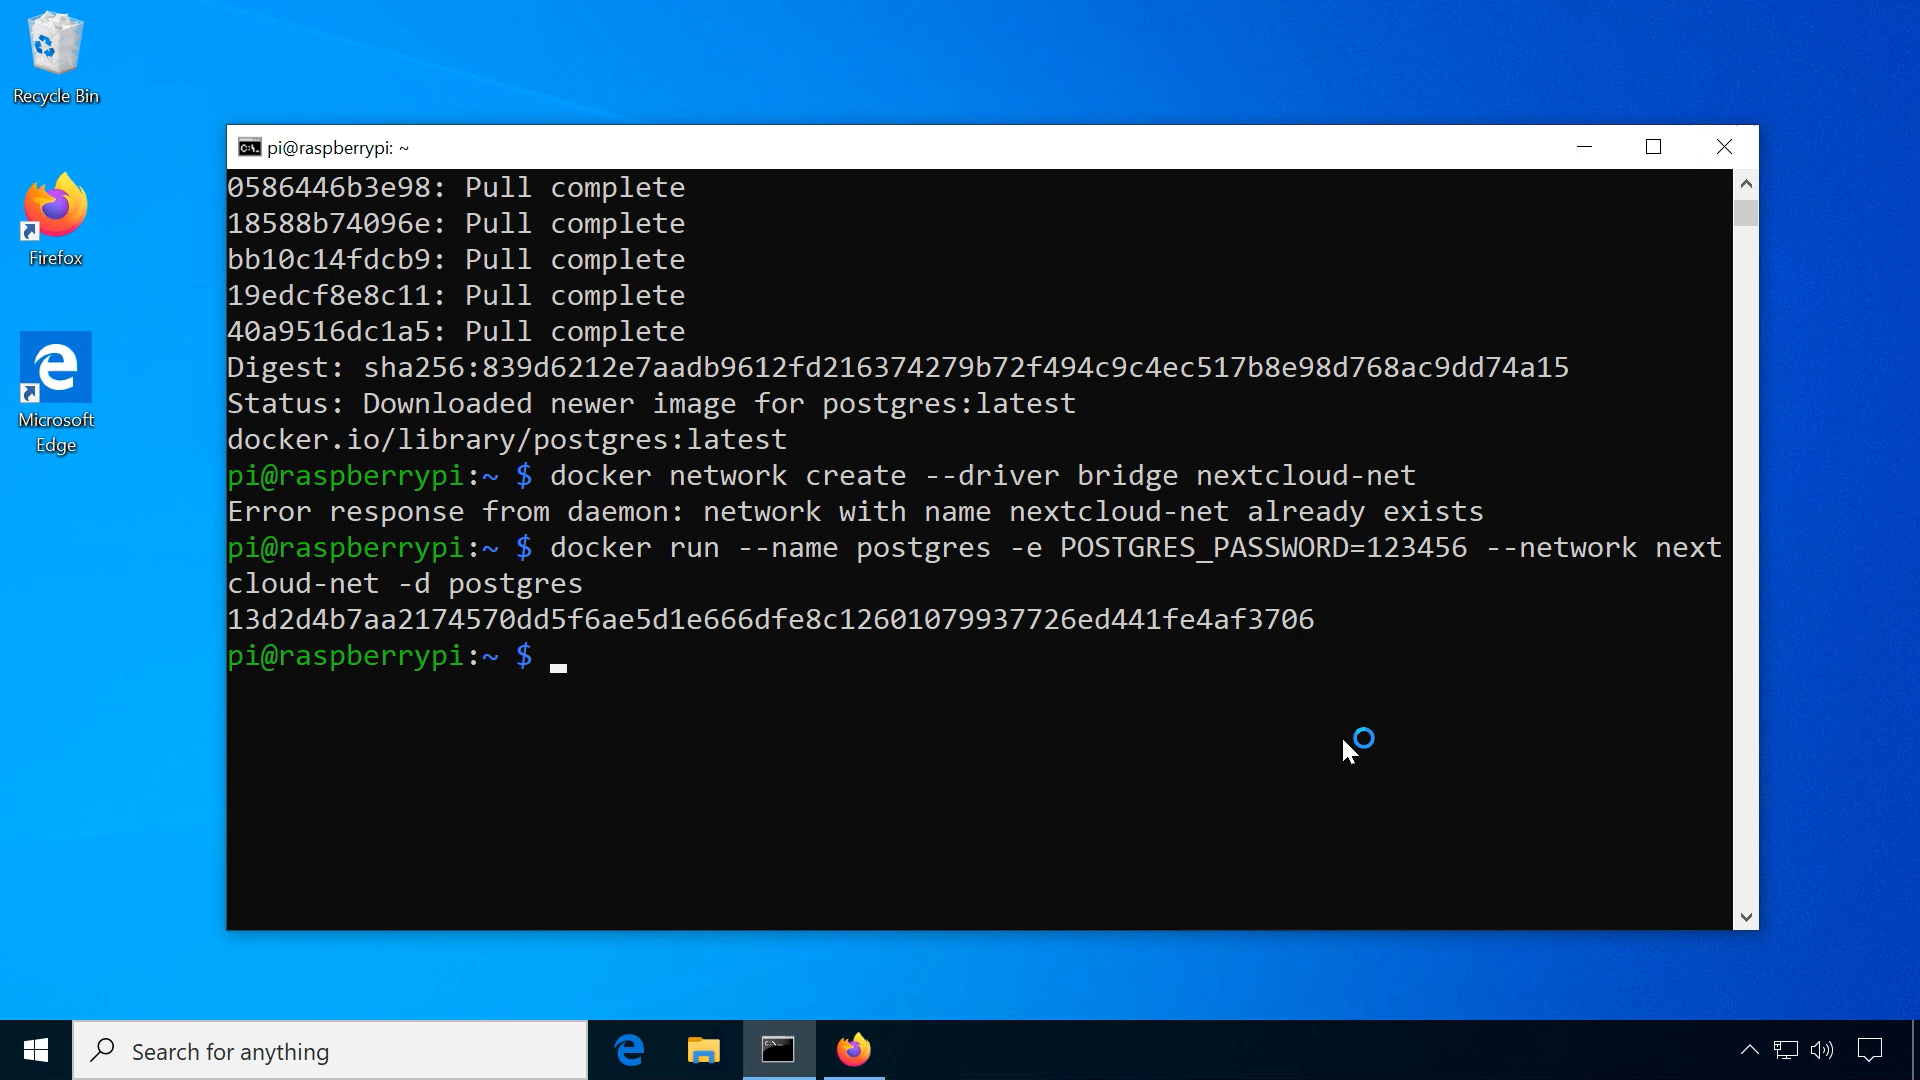 Recycle Bin
Firefox
Microsoft
Edge
pi@raspberrypi: ~
0586446b3e98: Pull complete
18588b74096e: Pull complete
bb10c14fdcb9: Pull complete
19edcf8e8c11: Pull complete
40a9516dc1a5: Pull complete
Digest: sha256:839d6212e7aadb9612fd216374279b72f494c9c4ec517b8e98d768ac9dd74a15
Status: Downloaded newer image for postgres:latest
docker.io/library/postgres:latest
pi@raspberrypi:~ $ docker network create --driver bridge nextcloud-net
Error response from daemon: network with name nextcloud-net already exists
pi@raspberrypi:~ $ docker run --name postgres -e POSTGRES_PASSWORD=123456 --network next
cloud-net -d postgres
13d2d4b7aa2174570dd5f6ae5d1e666dfe8c12601079937726ed441fe4af3706
pi@raspberrypi:~ $
Search for anything